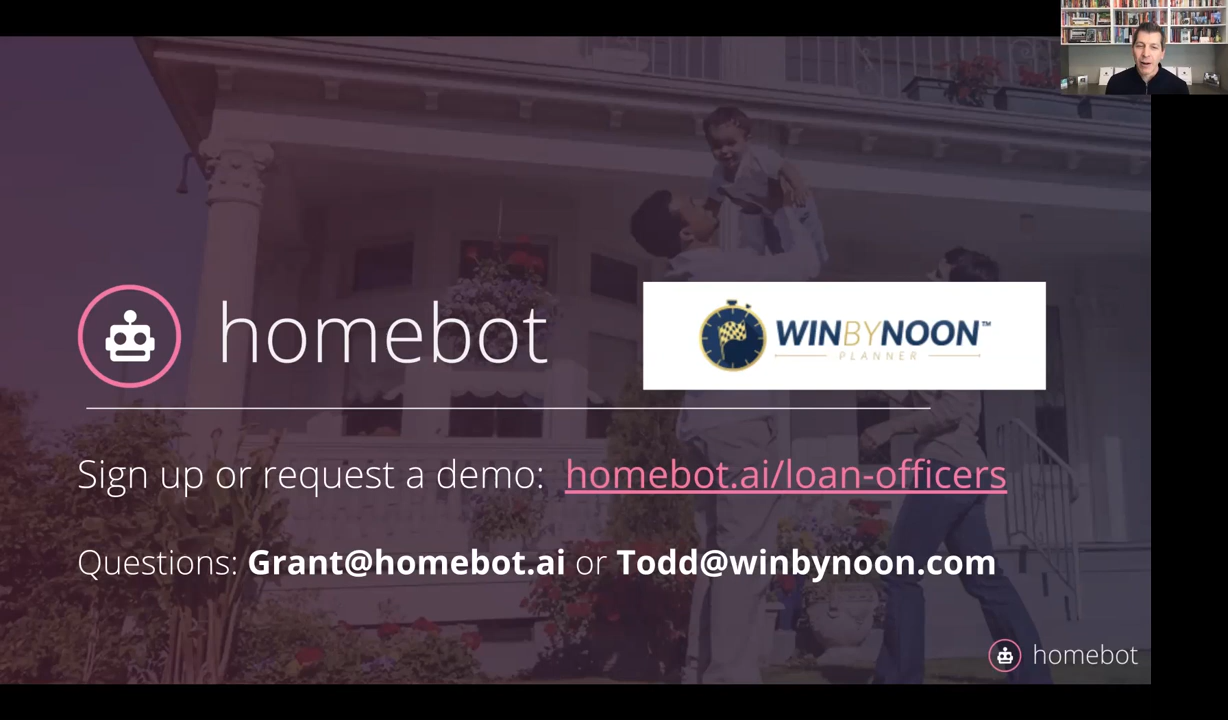 homebot
WINBYNOON™
PLANNER
Sign up or request a demo: homebot.ai/loan-officers
Questions: Grant@homebot.ai or Todd@winbynoon.com
homebot